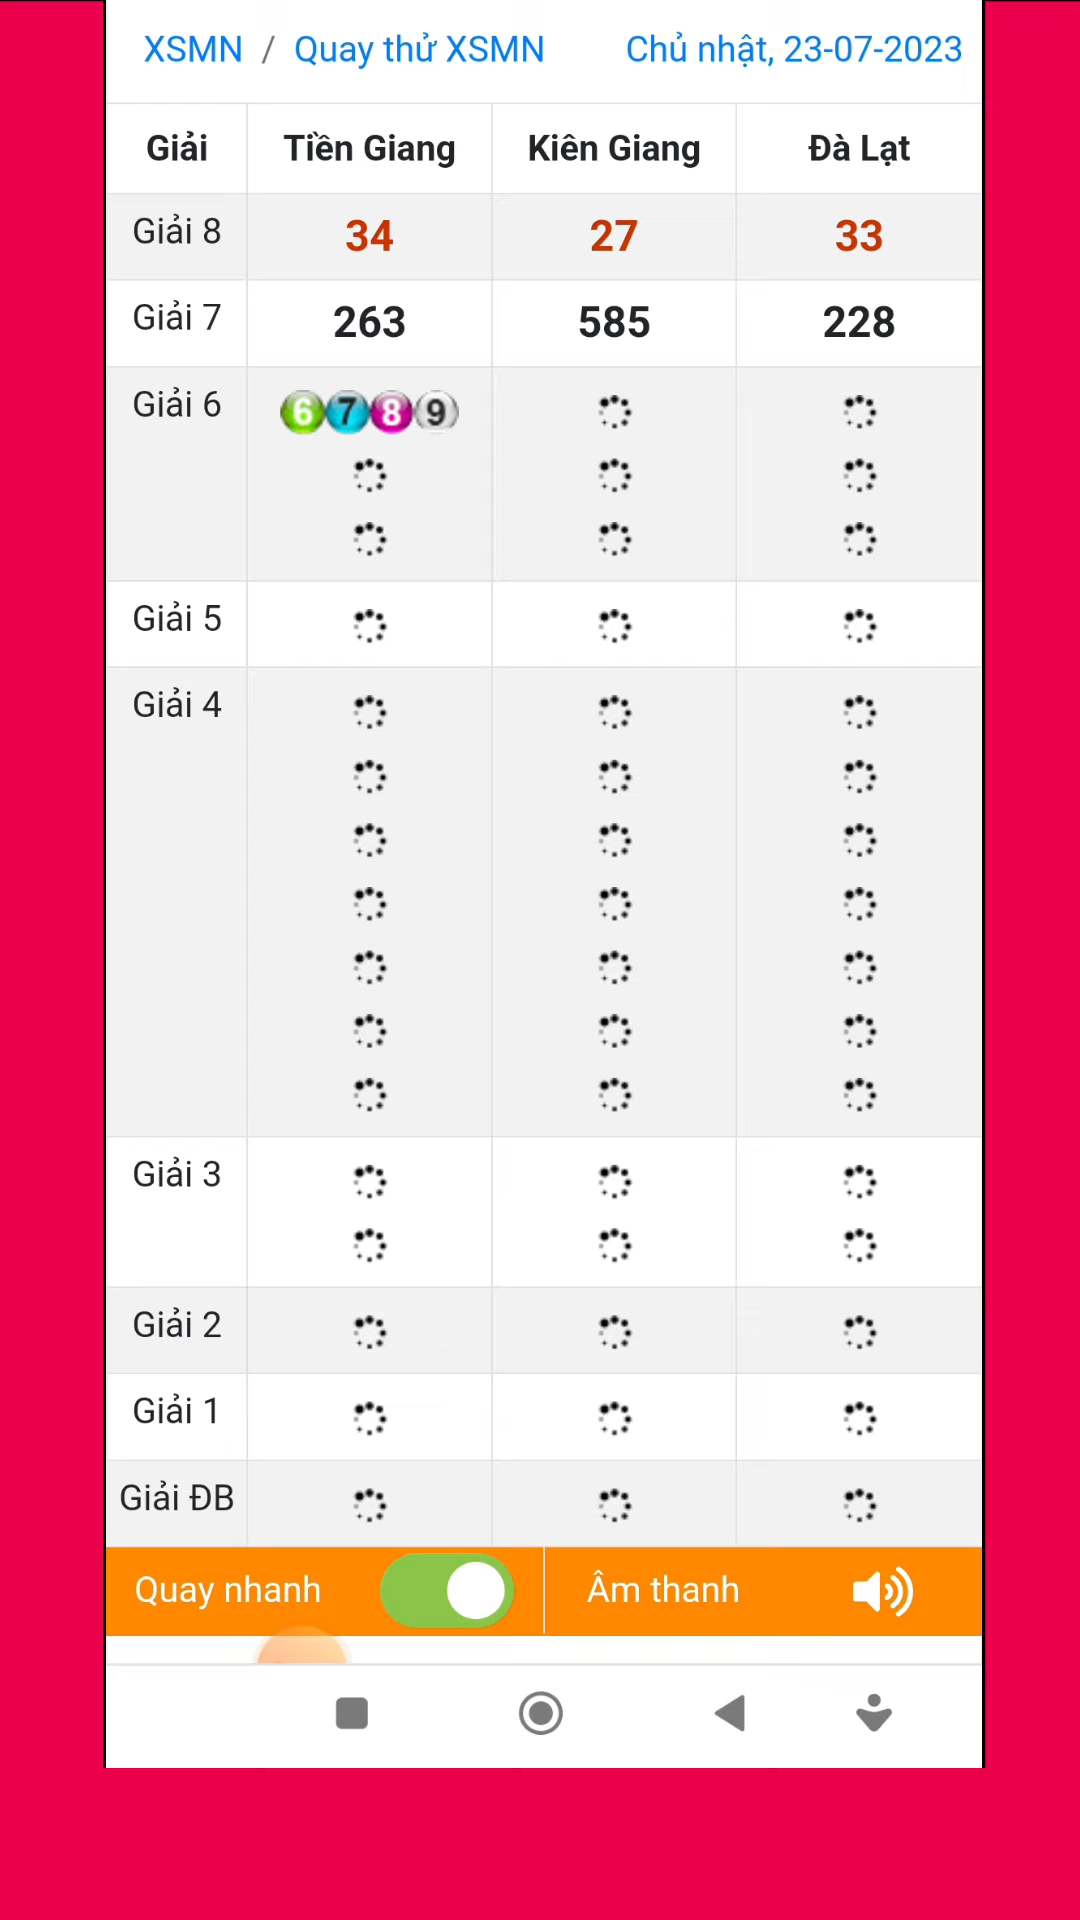 XSMN / Quay thử XSMN Chủ nhật, 23-07-2023
Giải Tiền Giang Kiên Giang Đà Lạt
Giải 8 34 27 33
Giải 7 263 585 228
Giải 6 6789
Giải 5
Giải 4
Giải 3
Giải 2
Giải 1
Giải ĐB
Quay nhanh Âm thanh